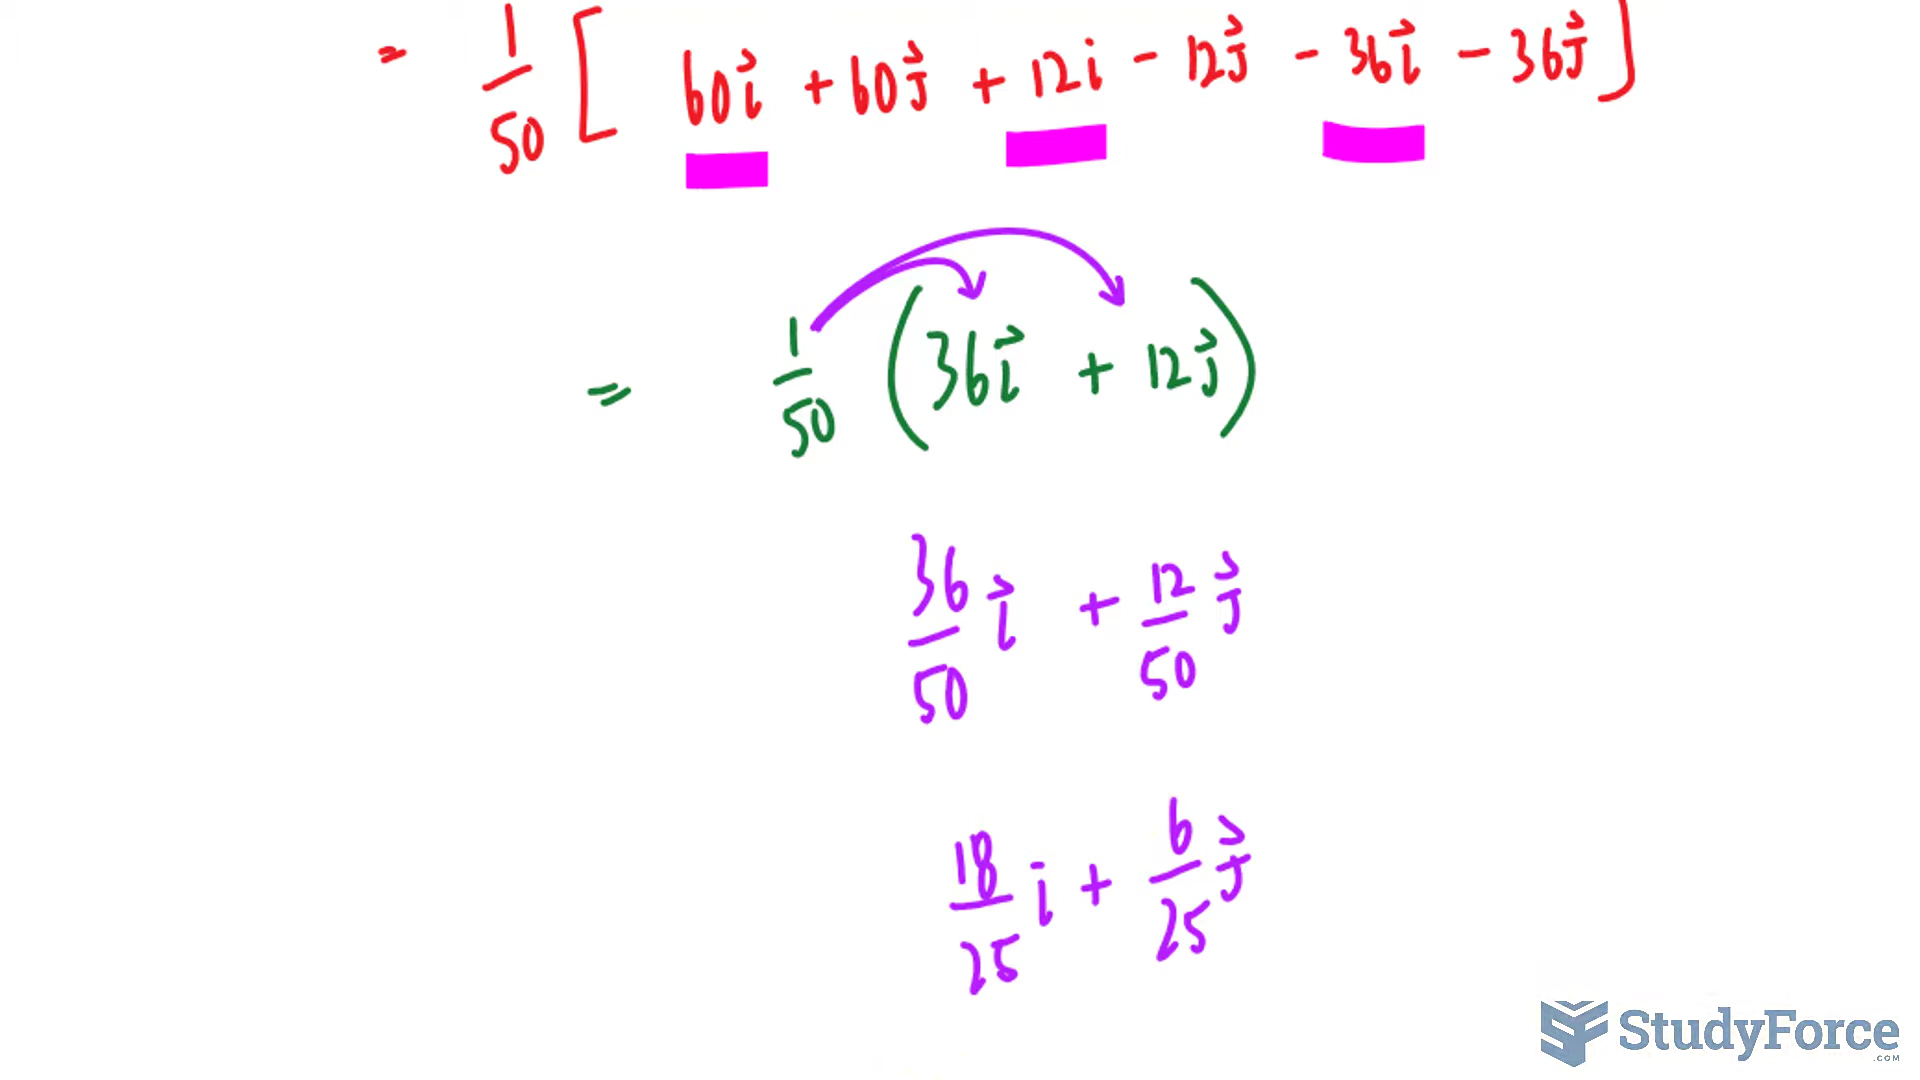 = 1/50 [ 60i⃗ + 60j⃗ + 12i - 12j⃗ - 36i⃗ - 36j⃗ ]
= 1/50 ( 36i⃗ + 12j⃗ )
36/50 i⃗ + 12/50 j⃗
18/25 i + 6/25 j⃗
StudyForce
.COM